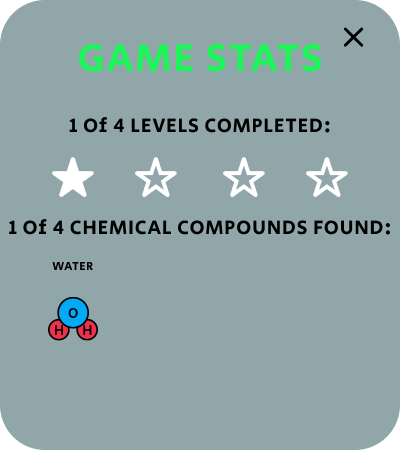 GAME STATS
1 Of 4 LEVELS COMPLETED:
1 Of 4 CHEMICAL COMPOUNDS FOUND:
WATER
O
H H